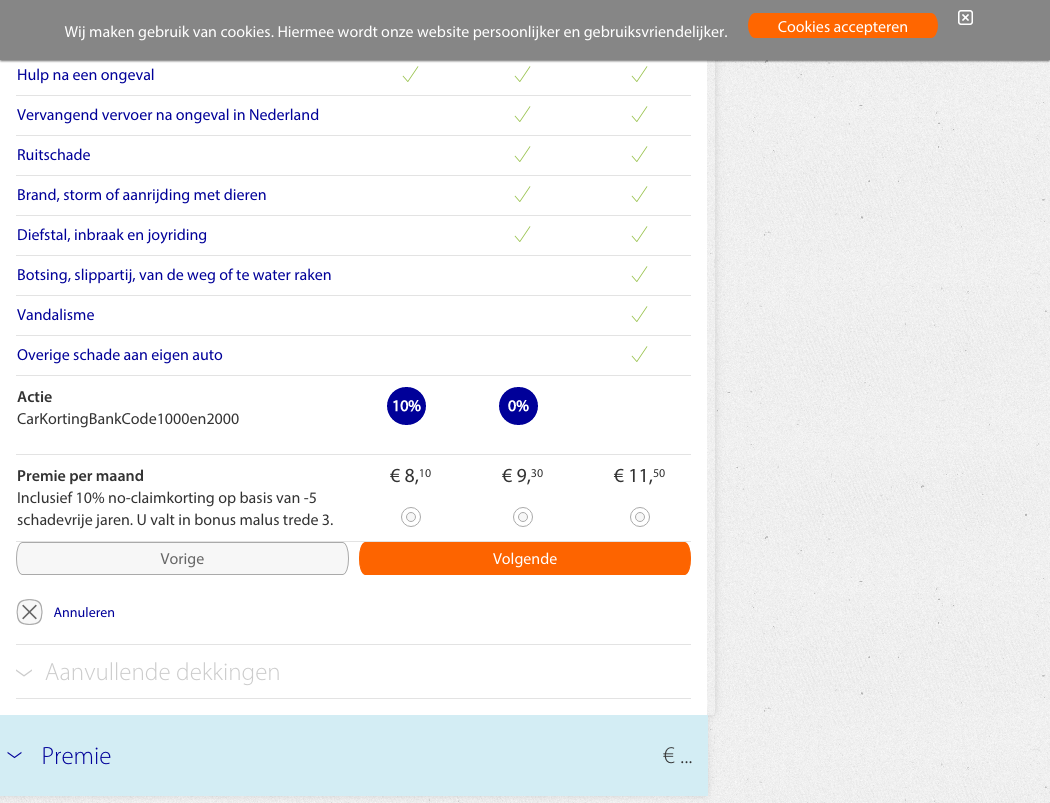 Wij maken gebruik van cookies. Hiermee wordt onze website persoonlijker en gebruiksvriendelijker.
Cookies accepteren
Hulp na een ongeval
Vervangend vervoer na ongeval in Nederland
Ruitschade
Brand, storm of aanrijding met dieren
Diefstal, inbraak en joyriding
Botsing, slippartij, van de weg of te water raken
Vandalisme
Overige schade aan eigen auto
Actie
10% 0%
CarKortingBankCode1000en2000
Premie per maand € 8,10 € 9,30 € 11,50
Inclusief 10% no-claimkorting op basis van -5
schadevrije jaren. U valt in bonus malus trede 3.
Vorige Volgende
Annuleren
Aanvullende dekkingen
Premie € ...